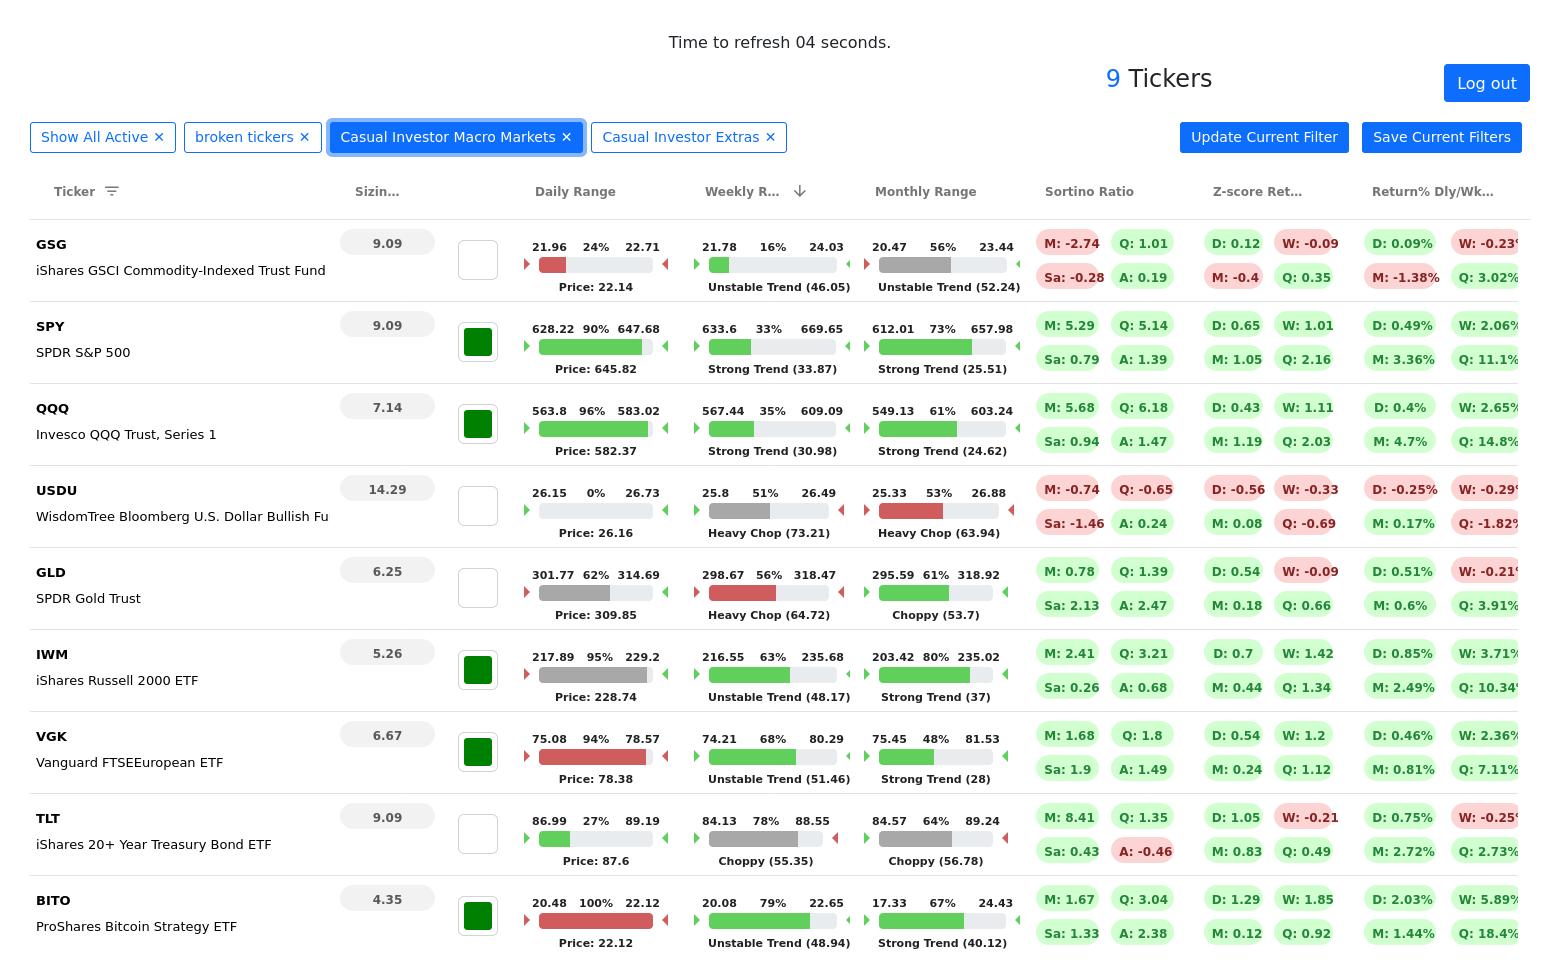 Time to refresh 04 seconds.
9 Tickers
Log out
Show All Active ✕ broken tickers ✕ Casual Investor Macro Markets ✕ Casual Investor Extras ✕ Update Current Filter Save Current Filters
Ticker Sizin... Daily Range Weekly R... Monthly Range Sortino Ratio Z-score Ret... Return% Dly/Wk...
GSG 9.09 21.96 24% 22.71 21.78 16% 24.03 20.47 56% 23.44 M: -2.74 Q: 1.01 D: 0.12 W: -0.09 D: 0.09% W: -0.23%
iShares GSCI Commodity-Indexed Trust Fund Price: 22.14 Unstable Trend (46.05) Unstable Trend (52.24) Sa: -0.28 A: 0.19 M: -0.4 Q: 0.35 M: -1.38% Q: 3.02%
SPY 9.09 628.22 90% 647.68 633.6 33% 669.65 612.01 73% 657.98 M: 5.29 Q: 5.14 D: 0.65 W: 1.01 D: 0.49% W: 2.06%
SPDR S&P 500 Price: 645.82 Strong Trend (33.87) Strong Trend (25.51) Sa: 0.79 A: 1.39 M: 1.05 Q: 2.16 M: 3.36% Q: 11.1%
QQQ 7.14 563.8 96% 583.02 567.44 35% 609.09 549.13 61% 603.24 M: 5.68 Q: 6.18 D: 0.43 W: 1.11 D: 0.4% W: 2.65%
Invesco QQQ Trust, Series 1 Price: 582.37 Strong Trend (30.98) Strong Trend (24.62) Sa: 0.94 A: 1.47 M: 1.19 Q: 2.03 M: 4.7% Q: 14.8%
USDU 14.29 26.15 0% 26.73 25.8 51% 26.49 25.33 53% 26.88 M: -0.74 Q: -0.65 D: -0.56 W: -0.33 D: -0.25% W: -0.29%
WisdomTree Bloomberg U.S. Dollar Bullish Fu Price: 26.16 Heavy Chop (73.21) Heavy Chop (63.94) Sa: -1.46 A: 0.24 M: 0.08 Q: -0.69 M: 0.17% Q: -1.82%
GLD 6.25 301.77 62% 314.69 298.67 56% 318.47 295.59 61% 318.92 M: 0.78 Q: 1.39 D: 0.54 W: -0.09 D: 0.51% W: -0.21%
SPDR Gold Trust Price: 309.85 Heavy Chop (64.72) Choppy (53.7) Sa: 2.13 A: 2.47 M: 0.18 Q: 0.66 M: 0.6% Q: 3.91%
IWM 5.26 217.89 95% 229.2 216.55 63% 235.68 203.42 80% 235.02 M: 2.41 Q: 3.21 D: 0.7 W: 1.42 D: 0.85% W: 3.71%
iShares Russell 2000 ETF Price: 228.74 Unstable Trend (48.17) Strong Trend (37) Sa: 0.26 A: 0.68 M: 0.44 Q: 1.34 M: 2.49% Q: 10.34%
VGK 6.67 75.08 94% 78.57 74.21 68% 80.29 75.45 48% 81.53 M: 1.68 Q: 1.8 D: 0.54 W: 1.2 D: 0.46% W: 2.36%
Vanguard FTSEEuropean ETF Price: 78.38 Unstable Trend (51.46) Strong Trend (28) Sa: 1.9 A: 1.49 M: 0.24 Q: 1.12 M: 0.81% Q: 7.11%
TLT 9.09 86.99 27% 89.19 84.13 78% 88.55 84.57 64% 89.24 M: 8.41 Q: 1.35 D: 1.05 W: -0.21 D: 0.75% W: -0.25%
iShares 20+ Year Treasury Bond ETF Price: 87.6 Choppy (55.35) Choppy (56.78) Sa: 0.43 A: -0.46 M: 0.83 Q: 0.49 M: 2.72% Q: 2.73%
BITO 4.35 20.48 100% 22.12 20.08 79% 22.65 17.33 67% 24.43 M: 1.67 Q: 3.04 D: 1.29 W: 1.85 D: 2.03% W: 5.89%
ProShares Bitcoin Strategy ETF Price: 22.12 Unstable Trend (48.94) Strong Trend (40.12) Sa: 1.33 A: 2.38 M: 0.12 Q: 0.92 M: 1.44% Q: 18.4%